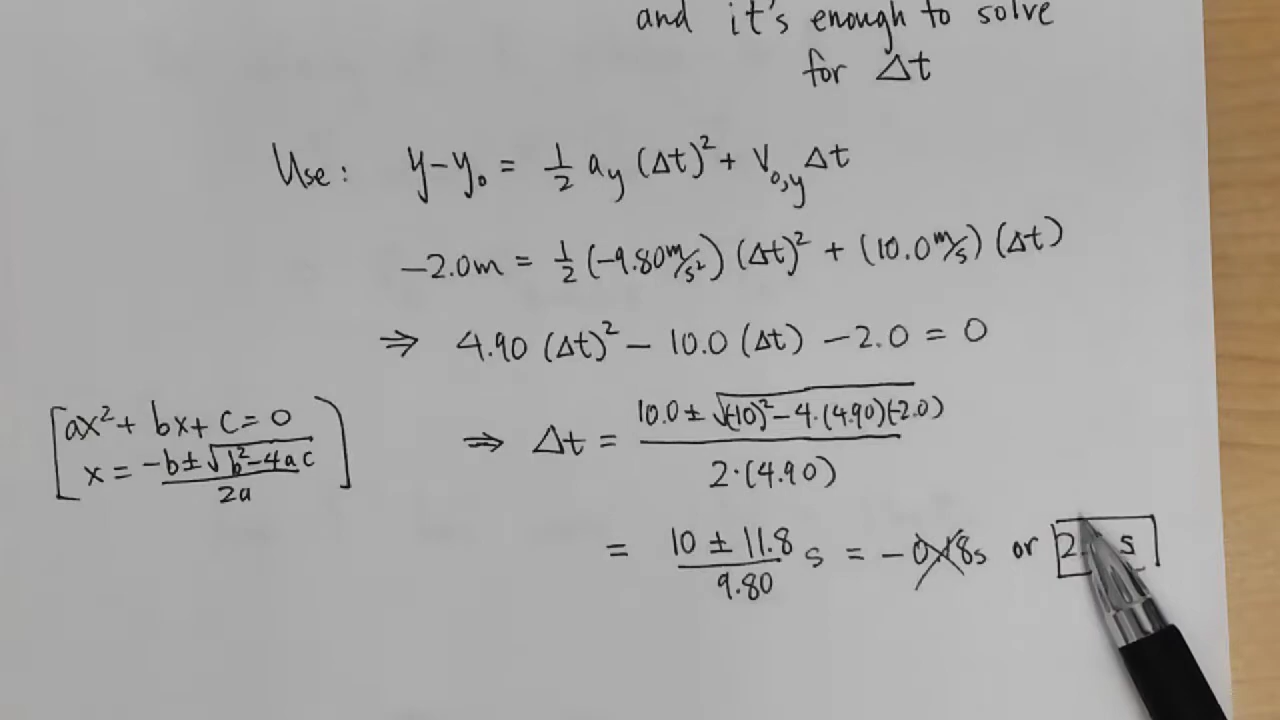 and it's enough to solve
for Δt
Use: y-y₀ = ½ a_y (Δt)² + V₀,y Δt
-2.0m = ½ (-9.80 m/s²) (Δt)² + (10.0 m/s) (Δt)
⇒ 4.90 (Δt)² - 10.0 (Δt) - 2.0 = 0
[ax² + bx + c = 0
x = (-b ± √(b²-4ac))/2a]
⇒ Δt = (10.0 ± √((-10)² - 4·(4.90)(-2.0)))/(2·(4.90))
= (10 ± 11.8)/9.80 s = -0.18s or 2. s